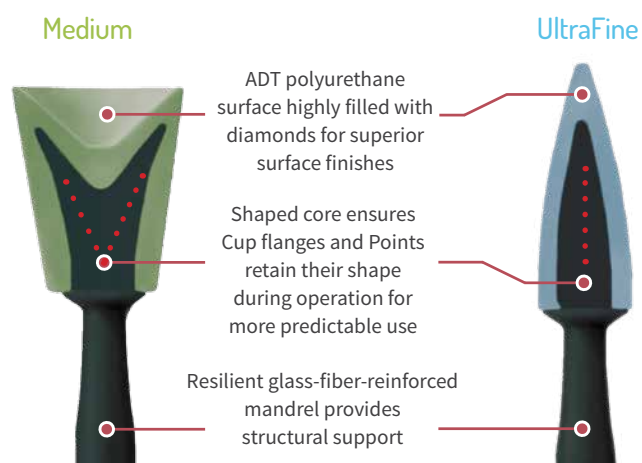 Medium
UltraFine
ADT polyurethane
surface highly filled with
diamonds for superior
surface finishes
Shaped core ensures
Cup flanges and Points
retain their shape
during operation for
more predictable use
Resilient glass-fiber-reinforced
mandrel provides
structural support